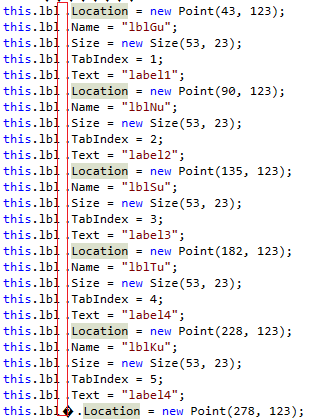 this.lbl .Location = new Point(43, 123);
this.lbl .Name = "lblGu";
this.lbl .Size = new Size(53, 23);
this.lbl .TabIndex = 1;
this.lbl .Text = "label1";
this.lbl .Location = new Point(90, 123);
this.lbl .Name = "lblNu";
this.lbl .Size = new Size(53, 23);
this.lbl .TabIndex = 2;
this.lbl .Text = "label2";
this.lbl .Location = new Point(135, 123);
this.lbl .Name = "lblSu";
this.lbl .Size = new Size(53, 23);
this.lbl .TabIndex = 3;
this.lbl .Text = "label3";
this.lbl .Location = new Point(182, 123);
this.lbl .Name = "lblTu";
this.lbl .Size = new Size(53, 23);
this.lbl .TabIndex = 4;
this.lbl .Text = "label4";
this.lbl .Location = new Point(228, 123);
this.lbl .Name = "lblKu";
this.lbl .Size = new Size(53, 23);
this.lbl .TabIndex = 5;
this.lbl .Text = "label4";
this.lbl�.Location = new Point(278, 123);